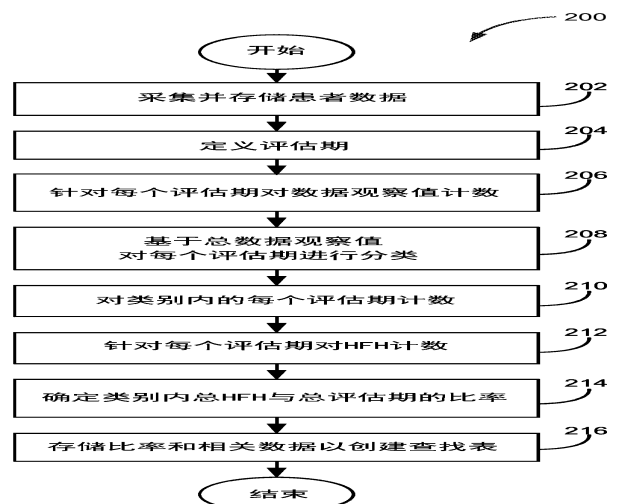 200
开始
采集并存储患者数据
202
定义评估期
204
针对每个评估期对数据观察值计数
206
基于总数据观察值
对每个评估期进行分类
208
对类别内的每个评估期计数
210
针对每个评估期对HFH计数
212
确定类别内总HFH与总评估期的比率
214
存储比率和相关数据以创建查找表
216
结束